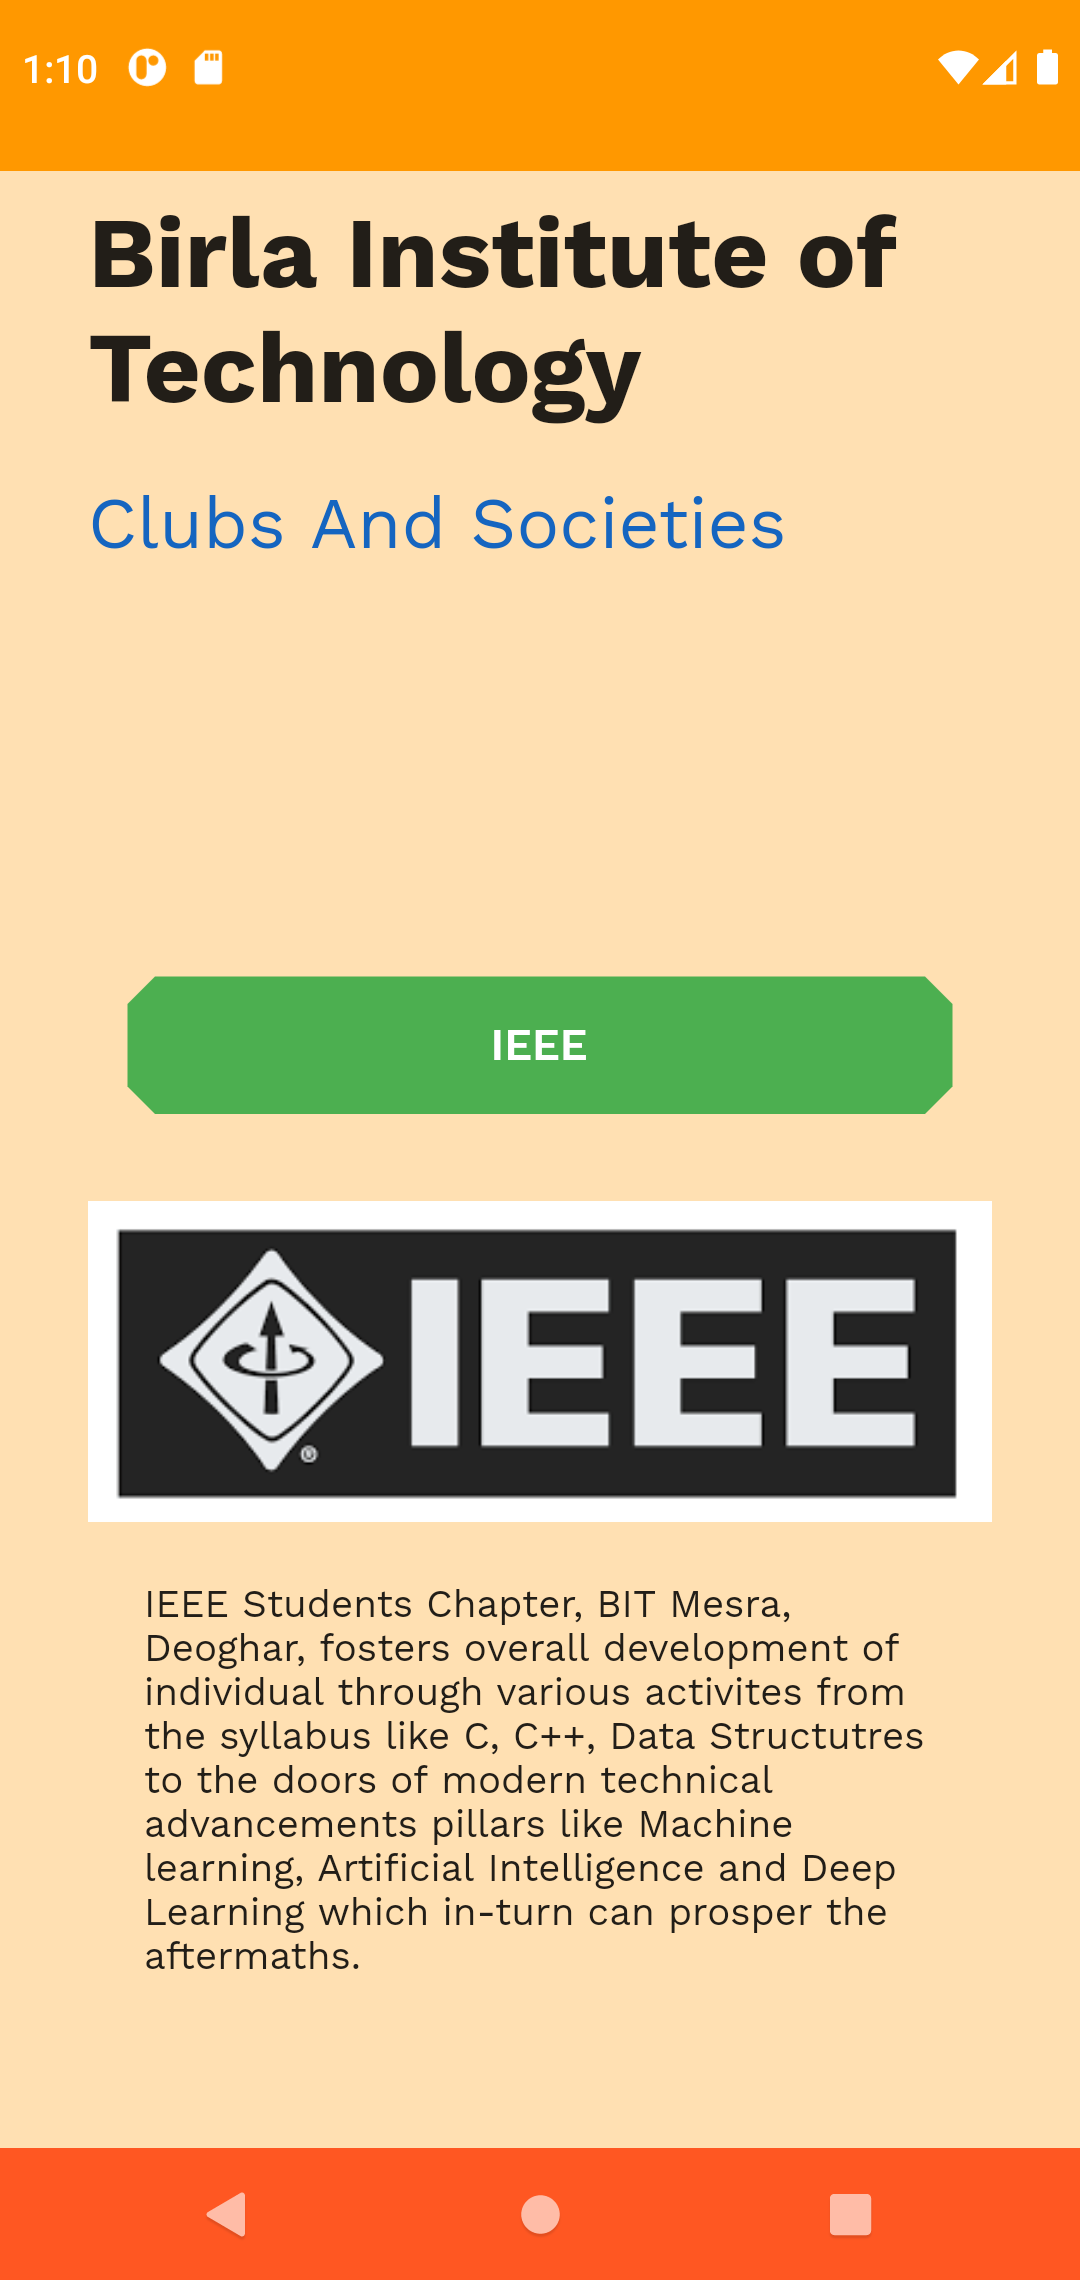 1:10
Birla Institute of
Technology
Clubs And Societies
IEEE
IEEE
®
IEEE Students Chapter, BIT Mesra,
Deoghar, fosters overall development of
individual through various activites from
the syllabus like C, C++, Data Structutres
to the doors of modern technical
advancements pillars like Machine
learning, Artificial Intelligence and Deep
Learning which in-turn can prosper the
aftermaths.